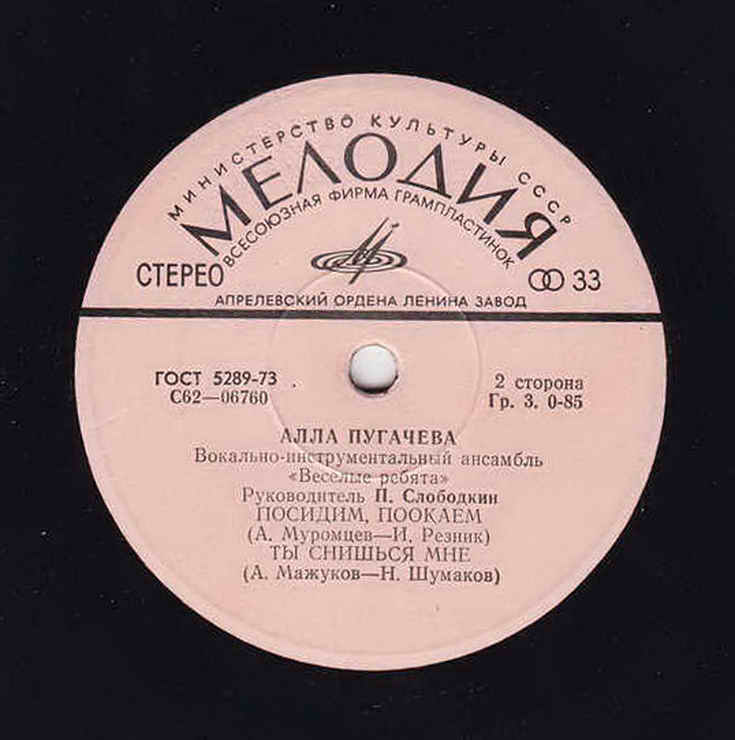 МИНИСТЕРСТВО КУЛЬТУРЫ СССР
МЕЛОДИЯ
ВСЕСОЮЗНАЯ ФИРМА ГРАМПЛАСТИНОК
СТЕРЕО
33
АПРЕЛЕВСКИЙ ОРДЕНА ЛЕНИНА ЗАВОД
ГОСТ 5289-73
2 сторона
С62—06760
Гр. 3. 0-85
АЛЛА ПУГАЧЕВА
Вокально-инструментальный ансамбль
«Веселые ребята»
Руководитель П. Слободкин
ПОСИДИМ, ПООКАЕМ
(А. Муромцев—И. Резник)
ТЫ СНИШЬСЯ МНЕ
(А. Мажуков—Н. Шумаков)